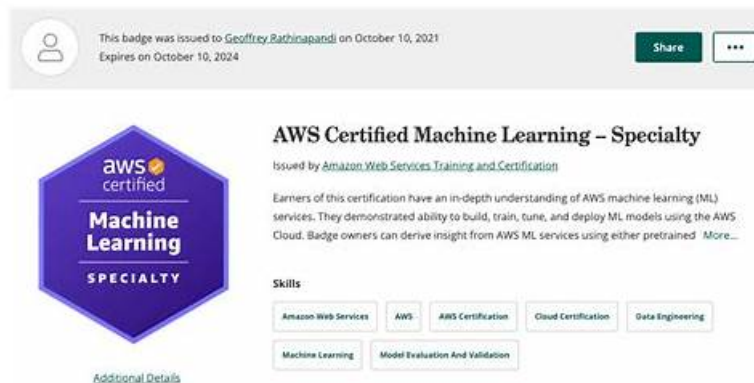 This badge was issued to Geoffrey Rathinapandi on October 10, 2021
Expires on October 10, 2024
Share
•••
aws
certified
Machine
Learning
SPECIALTY
Additional Details
AWS Certified Machine Learning – Specialty
Issued by Amazon Web Services Training and Certification
Earners of this certification have an in-depth understanding of AWS machine learning (ML)
services. They demonstrated ability to build, train, tune, and deploy ML models using the AWS
Cloud. Badge owners can derive insight from AWS ML services using either pretrained More...
Skills
Amazon Web Services AWS AWS Certification Cloud Certification Data Engineering
Machine Learning Model Evaluation And Validation